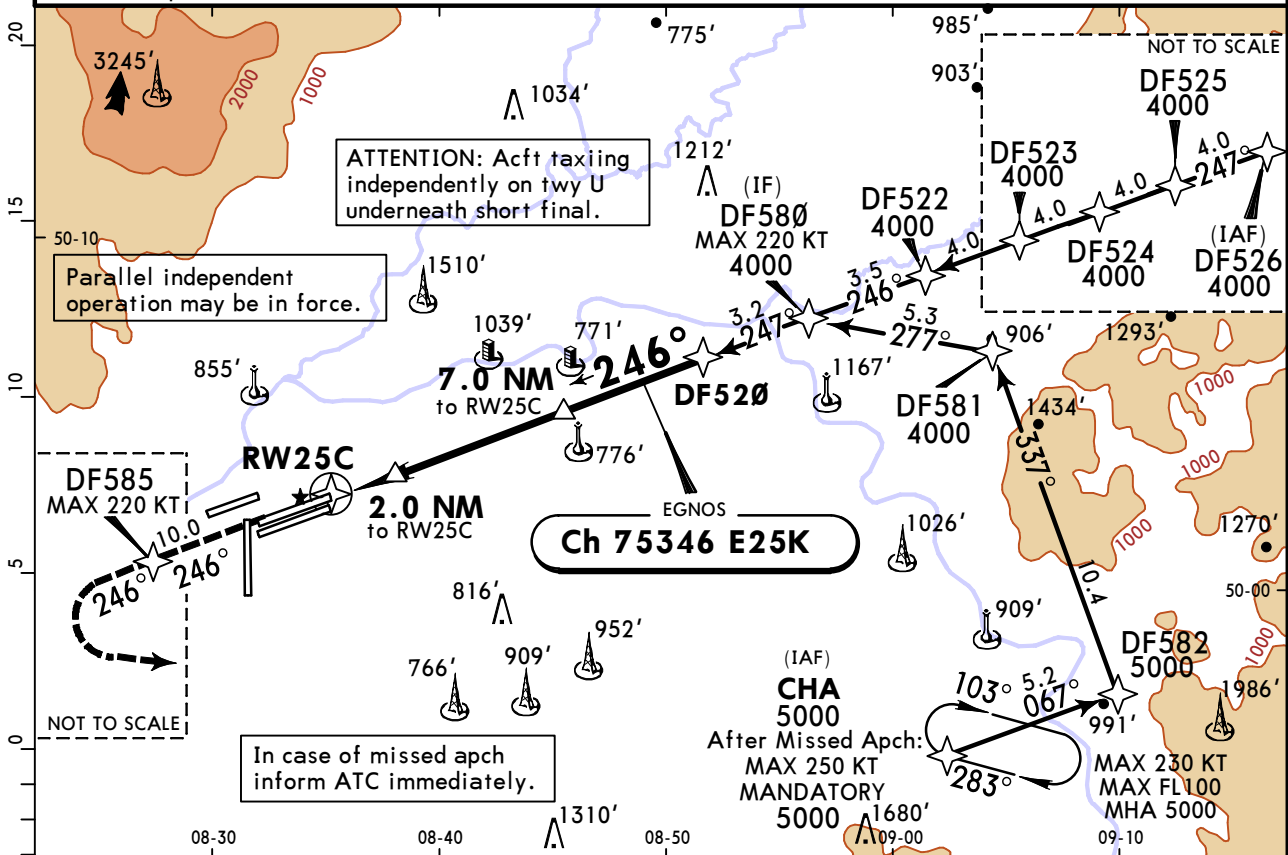 20
775'
985'
NOT TO SCALE
3245'
2000
1000
1034'
903'
DF525
4000
4.0
247°
ATTENTION: Acft taxiing
independently on twy U
underneath short final.
1212'
(IF)
DF58Ø
MAX 220 KT
4000
DF523
4000
4.0
4.0
DF522
4000
4.0
DF524
4000
(IAF)
DF526
4000
15
50-10
Parallel independent
operation may be in force.
1510'
3.5
246°
3.2
247°
5.3
277°
906'
1293'
1039'
771'
246°
855'
7.0 NM
to RW25C
DF52Ø
1167'
DF581
4000
1000
10
1434'
337°
776'
1000
RW25C
DF585
MAX 220 KT
10.0
246°
246°
2.0 NM
to RW25C
EGNOS
Ch 75346 E25K
1026'
1000
1270'
5
10.4
50-00
816'
952'
909'
766'
909'
DF582
5000
1000
(IAF)
CHA
5000
After Missed Apch:
MAX 250 KT
MANDATORY
5000
103°
5.2
067°
283°
991'
1986'
MAX 230 KT
MAX FL100
MHA 5000
NOT TO SCALE
0
In case of missed apch
inform ATC immediately.
1310'
1680'
08-30
08-40
08-50
09-00
09-10